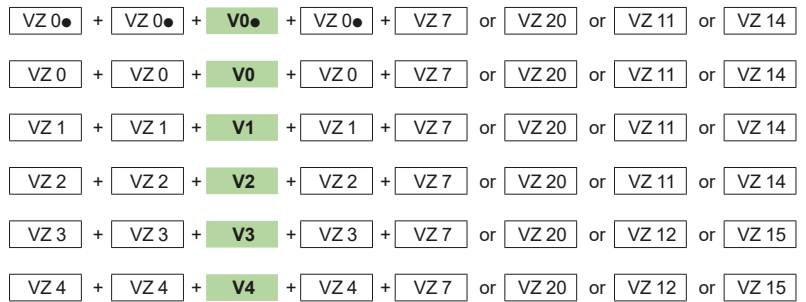 VZ 0● + VZ 0● + V0● + VZ 0● + VZ 7 or VZ 20 or VZ 11 or VZ 14
VZ 0 + VZ 0 + V0 + VZ 0 + VZ 7 or VZ 20 or VZ 11 or VZ 14
VZ 1 + VZ 1 + V1 + VZ 1 + VZ 7 or VZ 20 or VZ 11 or VZ 14
VZ 2 + VZ 2 + V2 + VZ 2 + VZ 7 or VZ 20 or VZ 11 or VZ 14
VZ 3 + VZ 3 + V3 + VZ 3 + VZ 7 or VZ 20 or VZ 12 or VZ 15
VZ 4 + VZ 4 + V4 + VZ 4 + VZ 7 or VZ 20 or VZ 12 or VZ 15